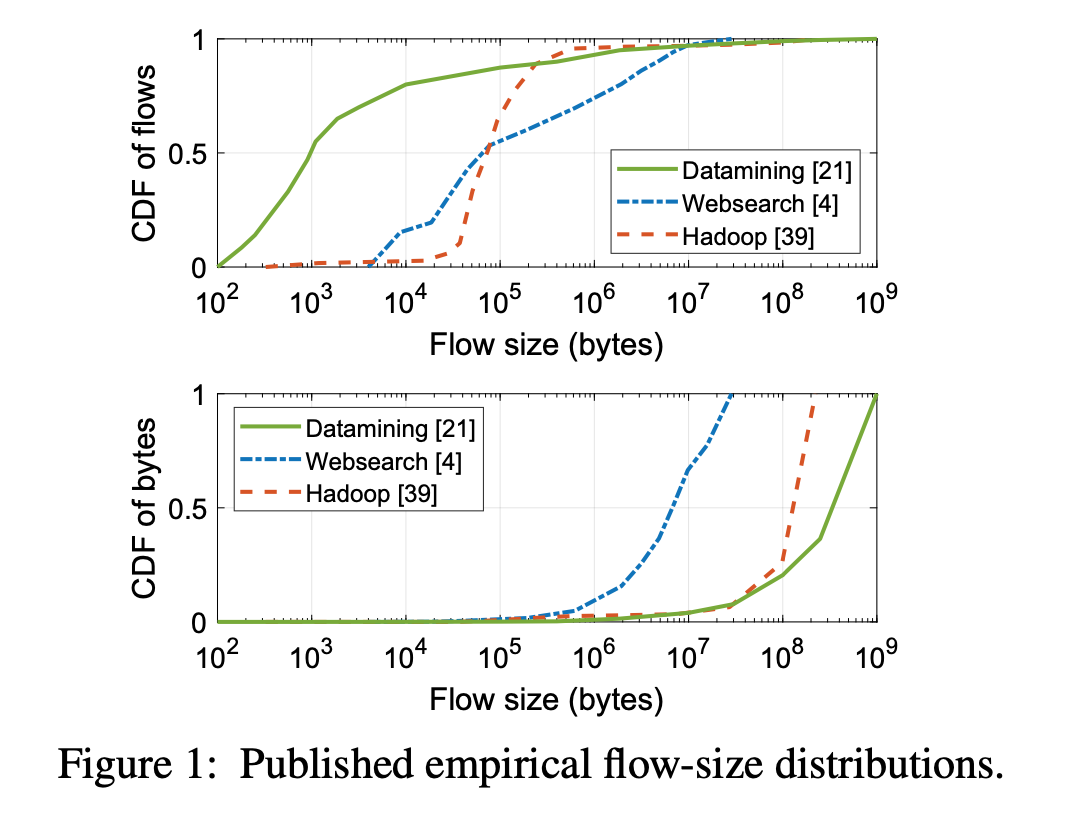 1
0.5
0
CDF of flows
Datamining [21]
Websearch [4]
Hadoop [39]
10^2 10^3 10^4 10^5 10^6 10^7 10^8 10^9
Flow size (bytes)
1
0.5
0
CDF of bytes
Datamining [21]
Websearch [4]
Hadoop [39]
10^2 10^3 10^4 10^5 10^6 10^7 10^8 10^9
Flow size (bytes)
Figure 1: Published empirical flow-size distributions.